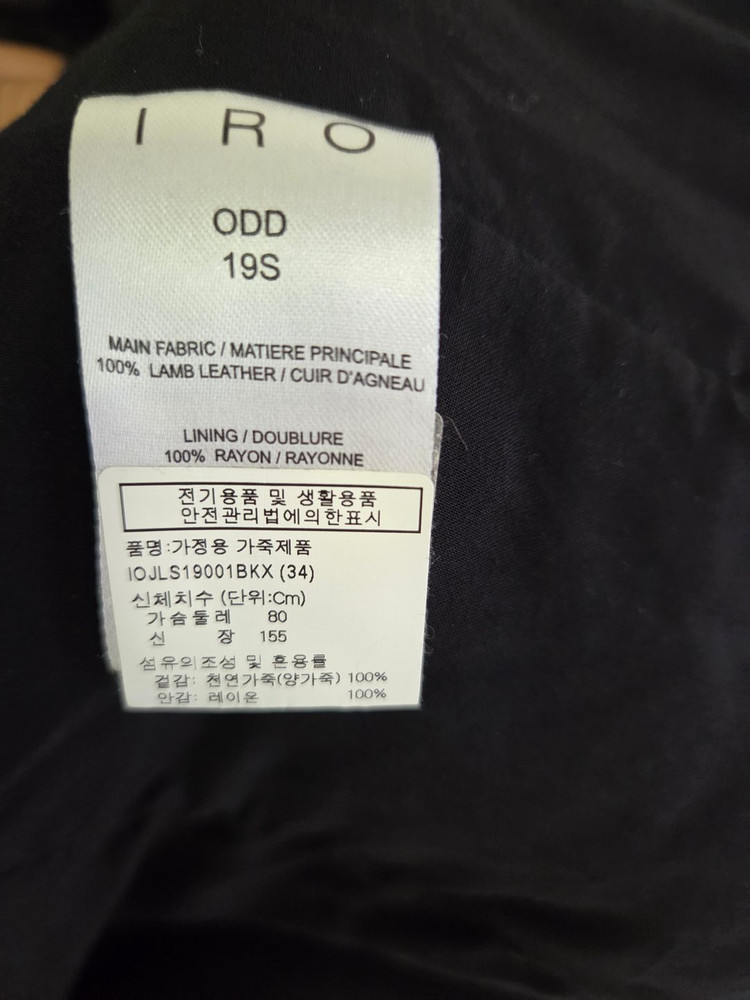 I R O
ODD
19S
MAIN FABRIC / MATIERE PRINCIPALE
100% LAMB LEATHER / CUIR D'AGNEAU
LINING / DOUBLURE
100% RAYON / RAYONNE
전기용품 및 생활용품
안전관리법에의한표시
품명:가정용 가죽제품
IOJLS19001BKX (34)
신체치수 (단위:Cm)
가슴둘레 80
신 장 155
섬유의조성 및 혼용률
겉감: 천연가죽(양가죽) 100%
안감: 레이온 100%